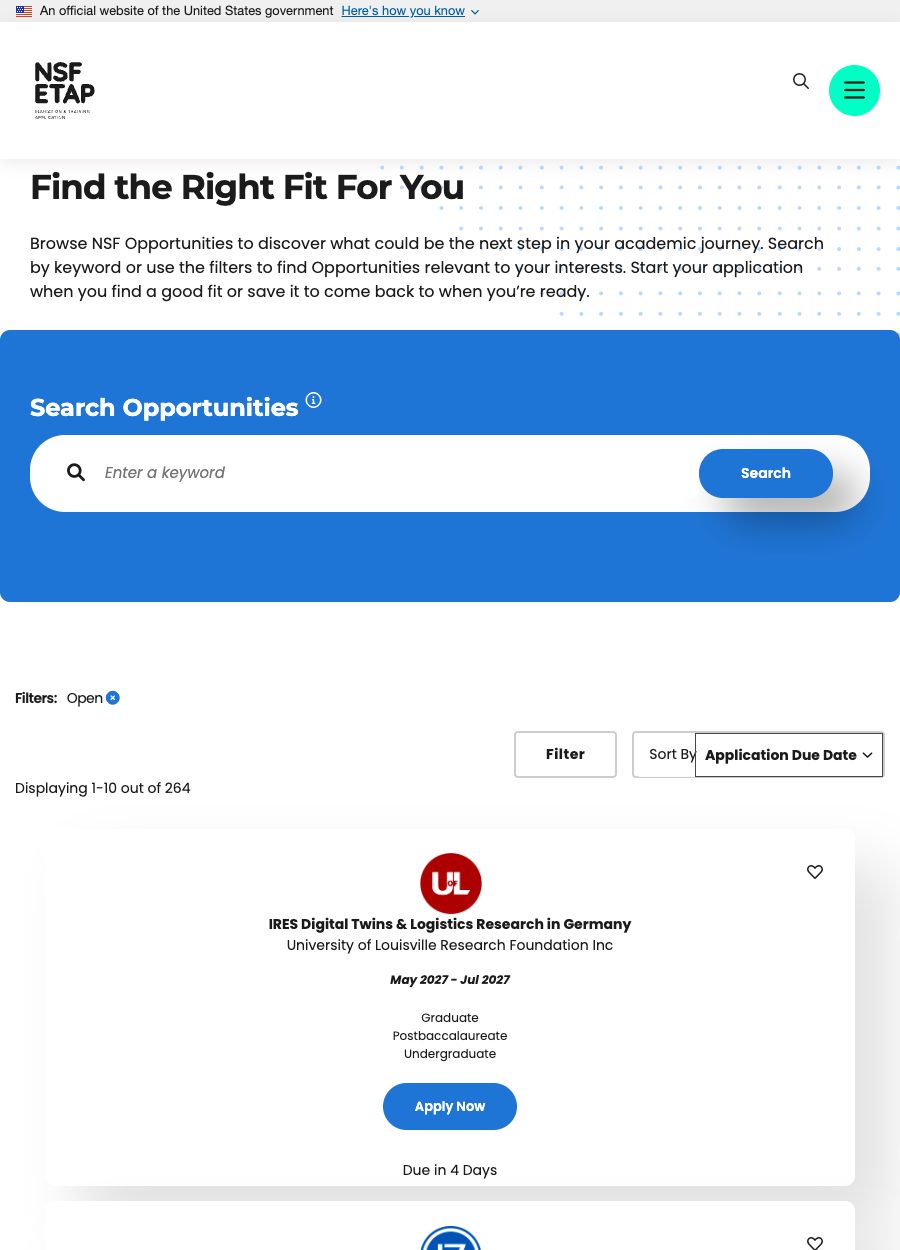 An official website of the United States government Here's how you know
NSF
ETAP
EDUCATION & TRAINING
APPLICATION
Find the Right Fit For You
Browse NSF Opportunities to discover what could be the next step in your academic journey. Search
by keyword or use the filters to find Opportunities relevant to your interests. Start your application
when you find a good fit or save it to come back to when you’re ready.
Search Opportunities
Enter a keyword
Search
Filters: Open
Filter
Sort By
Application Due Date
Displaying 1-10 out of 264
U OF L
IRES Digital Twins & Logistics Research in Germany
University of Louisville Research Foundation Inc
May 2027 - Jul 2027
Graduate
Postbaccalaureate
Undergraduate
Apply Now
Due in 4 Days